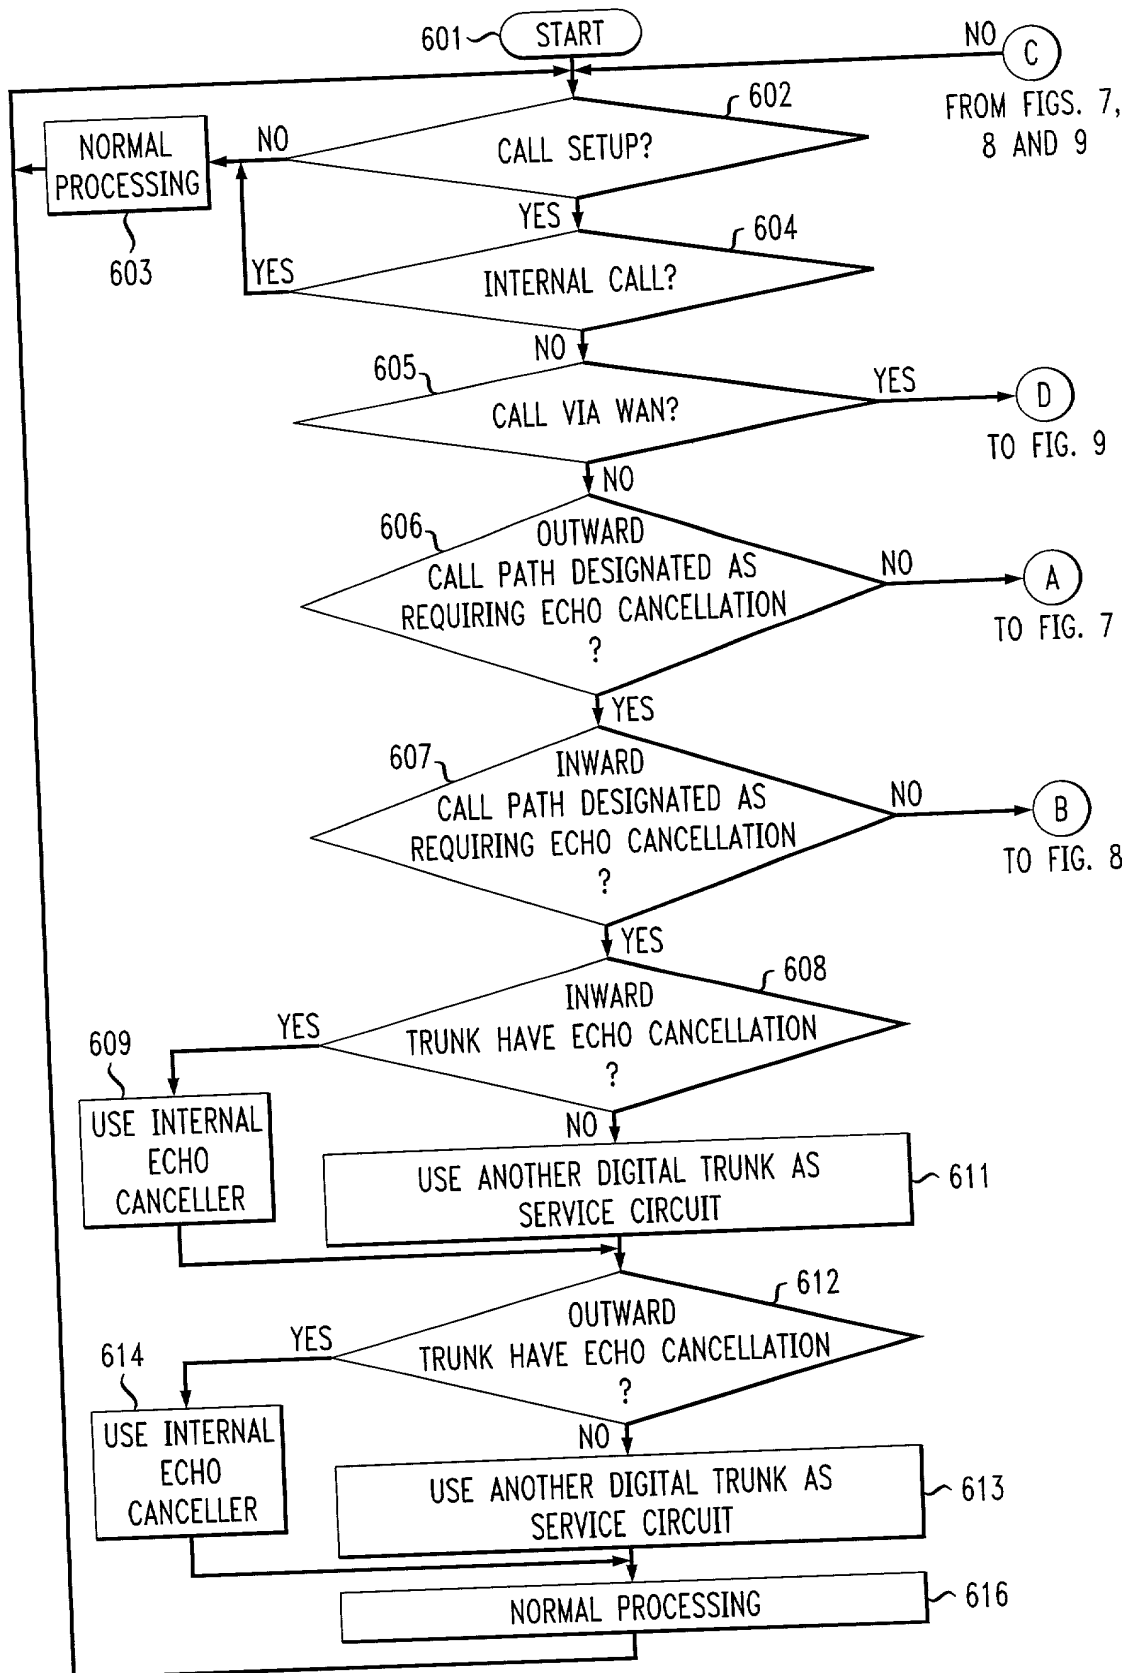 601
START
NO
C
FROM FIGS. 7,
8 AND 9
602
CALL SETUP?
NO
NORMAL
PROCESSING
603
YES
604
INTERNAL CALL?
YES
NO
605
CALL VIA WAN?
YES
D
TO FIG. 9
NO
606
OUTWARD
CALL PATH DESIGNATED AS
REQUIRING ECHO CANCELLATION
?
NO
A
TO FIG. 7
YES
607
INWARD
CALL PATH DESIGNATED AS
REQUIRING ECHO CANCELLATION
?
NO
B
TO FIG. 8
YES
608
INWARD
TRUNK HAVE ECHO CANCELLATION
?
YES
609
USE INTERNAL
ECHO
CANCELLER
NO
USE ANOTHER DIGITAL TRUNK AS
SERVICE CIRCUIT
611
612
OUTWARD
TRUNK HAVE ECHO CANCELLATION
?
YES
614
USE INTERNAL
ECHO
CANCELLER
NO
USE ANOTHER DIGITAL TRUNK AS
SERVICE CIRCUIT
613
NORMAL PROCESSING
616